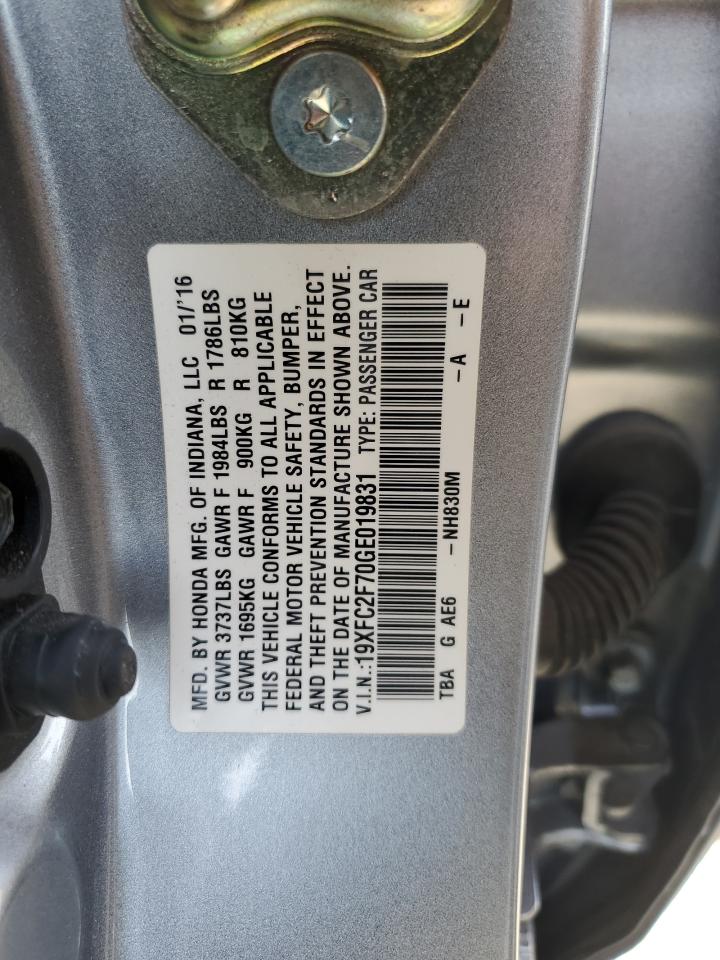 MFD. BY HONDA MFG. OF INDIANA, LLC 01/'16
GVWR 3737LBS GAWR F 1984LBS R 1786LBS
GVWR 1695KG GAWR F 900KG R 810KG
THIS VEHICLE CONFORMS TO ALL APPLICABLE
FEDERAL MOTOR VEHICLE SAFETY, BUMPER,
AND THEFT PREVENTION STANDARDS IN EFFECT
ON THE DATE OF MANUFACTURE SHOWN ABOVE.
V.I.N.:19XFC2F70GE019831 TYPE: PASSENGER CAR
TBA G AE6 -NH830M -A -E